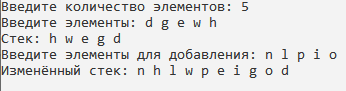 Введите количество элементов: 5
Введите элементы: d g e w h
Стек: h w e g d
Введите элементы для добавления: n l p i o
Изменённый стек: n h l w p e i g o d